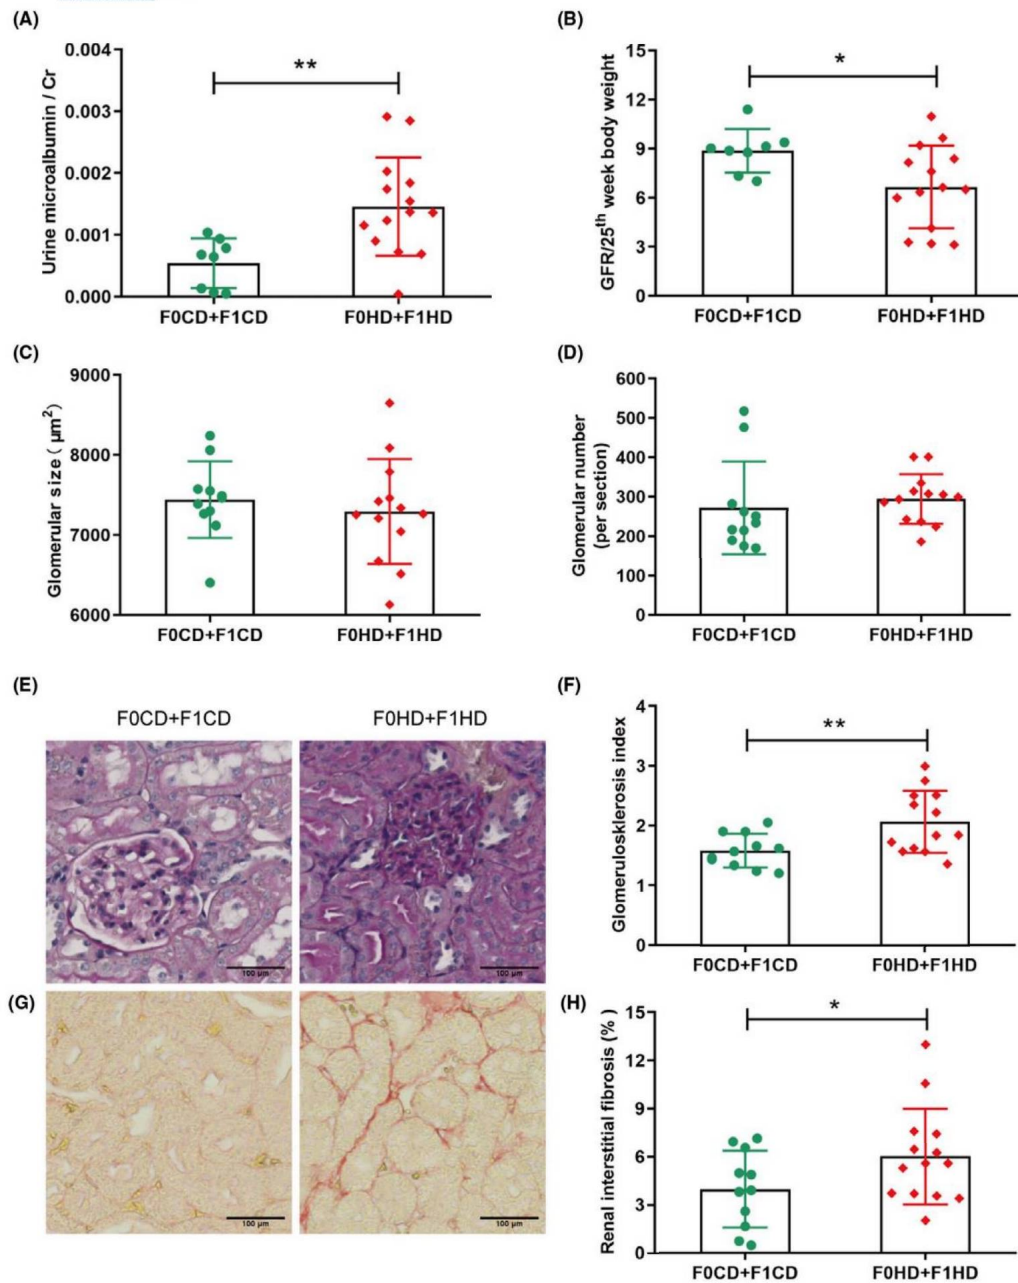 (A)
Urine microalbumin / Cr
0.004
0.003
0.002
0.001
0.000
**
F0CD+F1CD
F0HD+F1HD
(B)
GFR/25th week body weight
15
12
9
6
3
0
*
F0CD+F1CD
F0HD+F1HD
(C)
Glomerular size ( μm2)
9000
8000
7000
6000
F0CD+F1CD
F0HD+F1HD
(D)
Glomerular number
(per section)
600
500
400
300
200
100
0
F0CD+F1CD
F0HD+F1HD
(E)
F0CD+F1CD
F0HD+F1HD
100 μm
100 μm
(F)
Glomerulosklerosis index
4
3
2
1
0
**
F0CD+F1CD
F0HD+F1HD
(G)
100 μm
100 μm
(H)
Renal interstitial fibrosis (% )
15
12
9
6
3
0
*
F0CD+F1CD
F0HD+F1HD